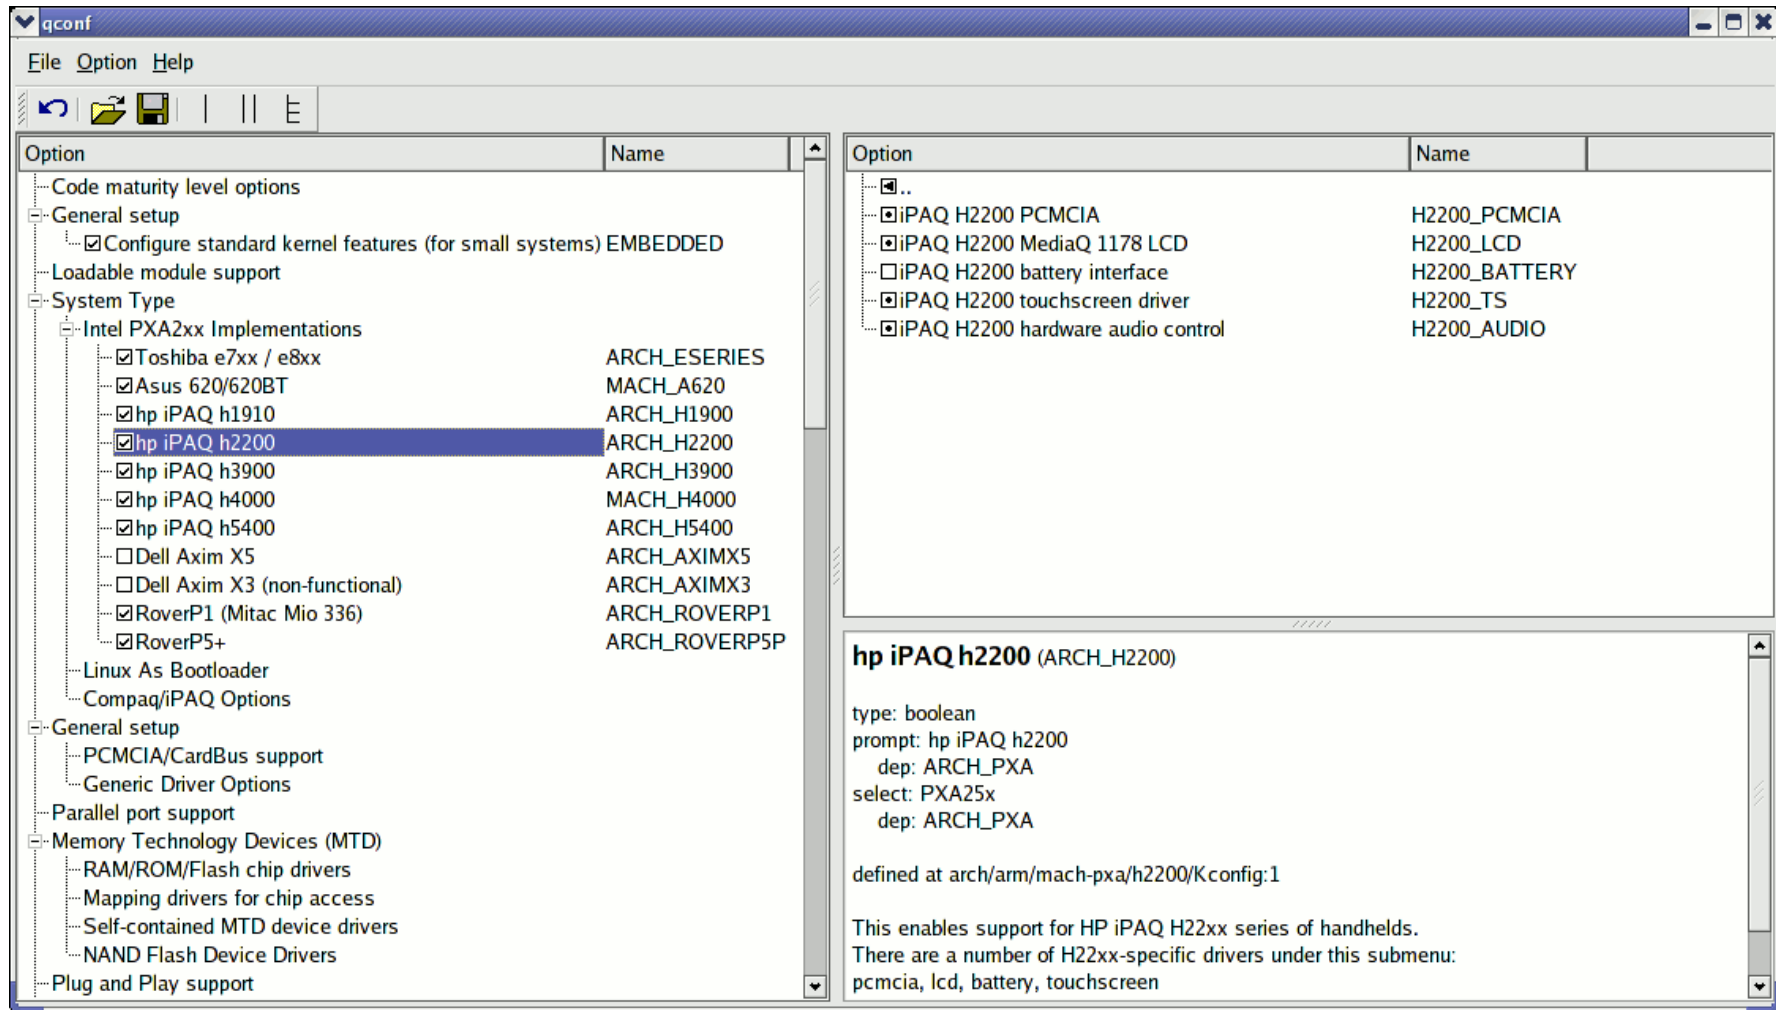 qconf
File Option Help
Option Name
Code maturity level options
General setup
Configure standard kernel features (for small systems) EMBEDDED
Loadable module support
System Type
Intel PXA2xx Implementations
Toshiba e7xx / e8xx ARCH_ESERIES
Asus 620/620BT MACH_A620
hp iPAQ h1910 ARCH_H1900
hp iPAQ h2200 ARCH_H2200
hp iPAQ h3900 ARCH_H3900
hp iPAQ h4000 MACH_H4000
hp iPAQ h5400 ARCH_H5400
Dell Axim X5 ARCH_AXIMX5
Dell Axim X3 (non-functional) ARCH_AXIMX3
RoverP1 (Mitac Mio 336) ARCH_ROVERP1
RoverP5+ ARCH_ROVERP5P
Linux As Bootloader
Compaq/iPAQ Options
General setup
PCMCIA/CardBus support
Generic Driver Options
Parallel port support
Memory Technology Devices (MTD)
RAM/ROM/Flash chip drivers
Mapping drivers for chip access
Self-contained MTD device drivers
NAND Flash Device Drivers
Plug and Play support
Option Name
..
iPAQ H2200 PCMCIA H2200_PCMCIA
iPAQ H2200 MediaQ 1178 LCD H2200_LCD
iPAQ H2200 battery interface H2200_BATTERY
iPAQ H2200 touchscreen driver H2200_TS
iPAQ H2200 hardware audio control H2200_AUDIO
hp iPAQ h2200 (ARCH_H2200)
type: boolean
prompt: hp iPAQ h2200
dep: ARCH_PXA
select: PXA25x
dep: ARCH_PXA
defined at arch/arm/mach-pxa/h2200/Kconfig:1
This enables support for HP iPAQ H22xx series of handhelds.
There are a number of H22xx-specific drivers under this submenu:
pcmcia, lcd, battery, touchscreen